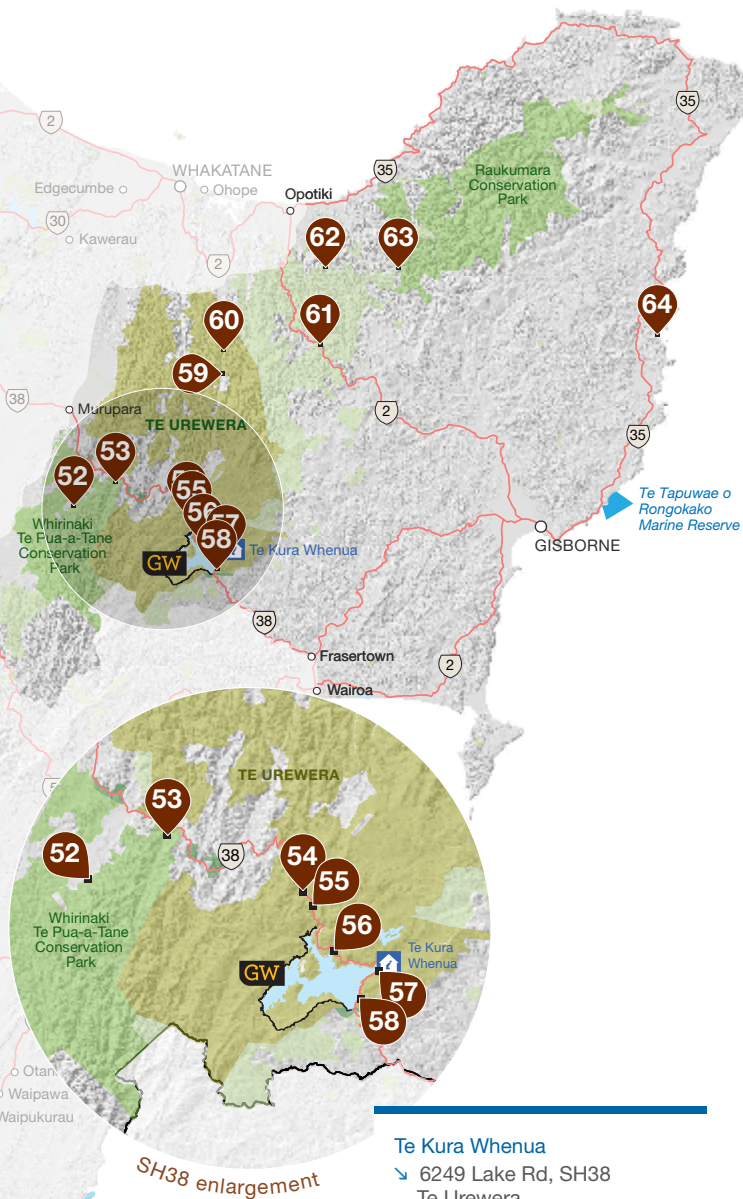 35
2
WHAKATANE
Edgecumbe
Ohope
35
Raukumara
Conservation
Park
Opotiki
30
Kawerau
62
63
2
61
64
60
59
38
Murupara
2
TE UREWERA
35
53
52
55
56
57
58
Te Tapuwae o
Rongokako
Marine Reserve
Whirinaki
Te Pua-a-Tane
Conservation
Park
GW
Te Kura Whenua
GISBORNE
38
Frasertown
2
Wairoa
TE UREWERA
53
38
54
52
55
56
Whirinaki
Te Pua-a-Tane
Conservation
Park
GW
Te Kura
Whenua
57
58
Waipawa
Waipukurau
SH38 enlargement
Te Kura Whenua
↘ 6249 Lake Rd, SH38
Te Urewera